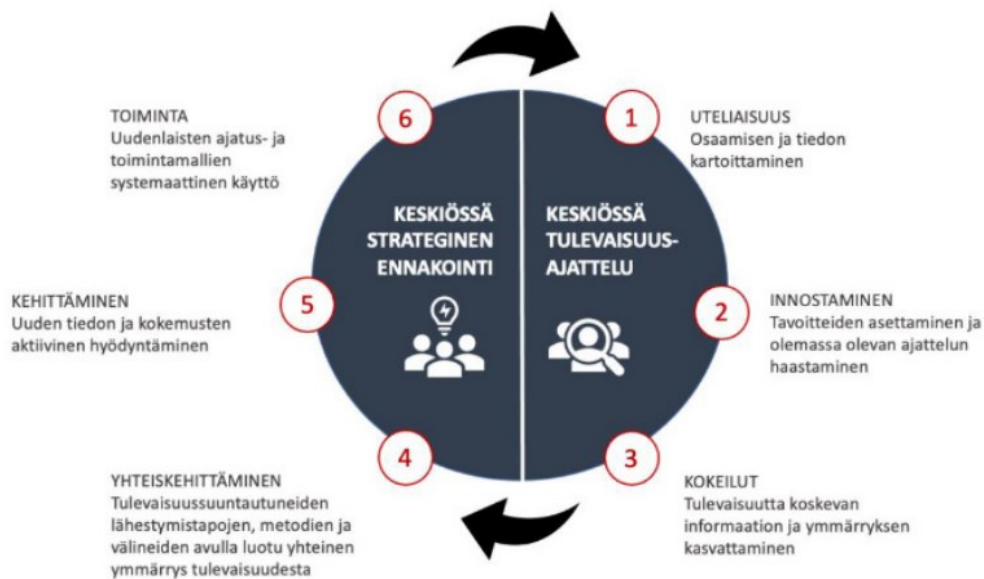 1
UTELIAISUUS
Osaamisen ja tiedon
kartoittaminen
2
INNOSTAMINEN
Tavoitteiden asettaminen ja
olemassa olevan ajattelun
haastaminen
3
KOKEILUT
Tulevaisuutta koskevan
informaation ja ymmärryksen
kasvattaminen
4
YHTEISKEHITTÄMINEN
Tulevaisuussuuntautuneiden
lähestymistapojen, metodien ja
välineiden avulla luotu yhteinen
ymmärrys tulevaisuudesta
5
KEHITTÄMINEN
Uuden tiedon ja kokemusten
aktiivinen hyödyntäminen
6
TOIMINTA
Uudenlaisten ajatus- ja
toimintamallien
systemaattinen käyttö
KESKIÖSSÄ
STRATEGINEN
ENNAKOINTI
KESKIÖSSÄ
TULEVAISUUS-
AJATTELU